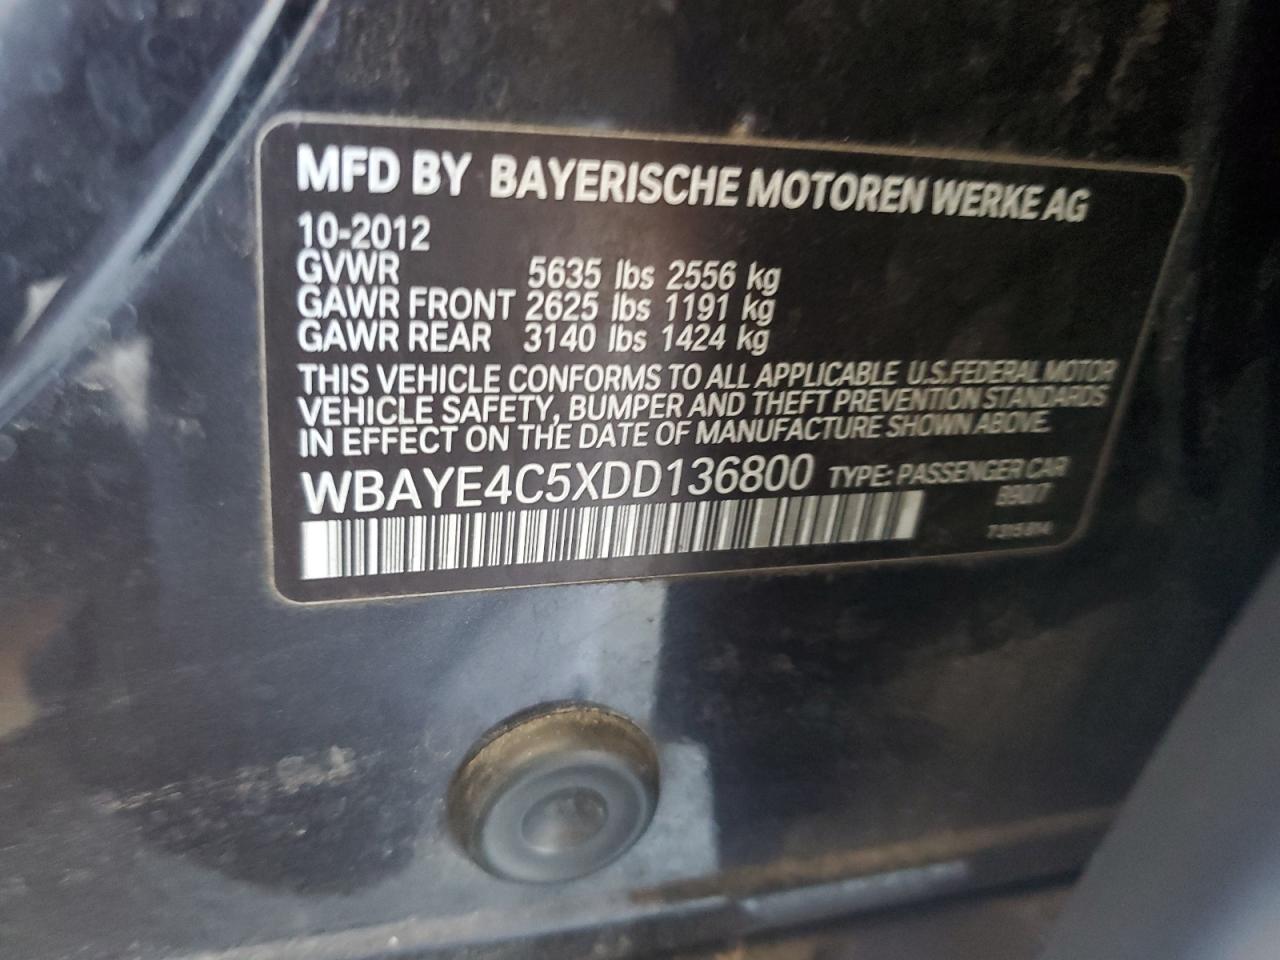 MFD BY BAYERISCHE MOTOREN WERKE AG
10-2012
GVWR 5635 lbs 2556 kg
GAWR FRONT 2625 lbs 1191 kg
GAWR REAR 3140 lbs 1424 kg
THIS VEHICLE CONFORMS TO ALL APPLICABLE U.S.FEDERAL MOTOR
VEHICLE SAFETY, BUMPER AND THEFT PREVENTION STANDARDS
IN EFFECT ON THE DATE OF MANUFACTURE SHOWN ABOVE.
WBAYE4C5XDD136800 TYPE: PASSENGER CAR